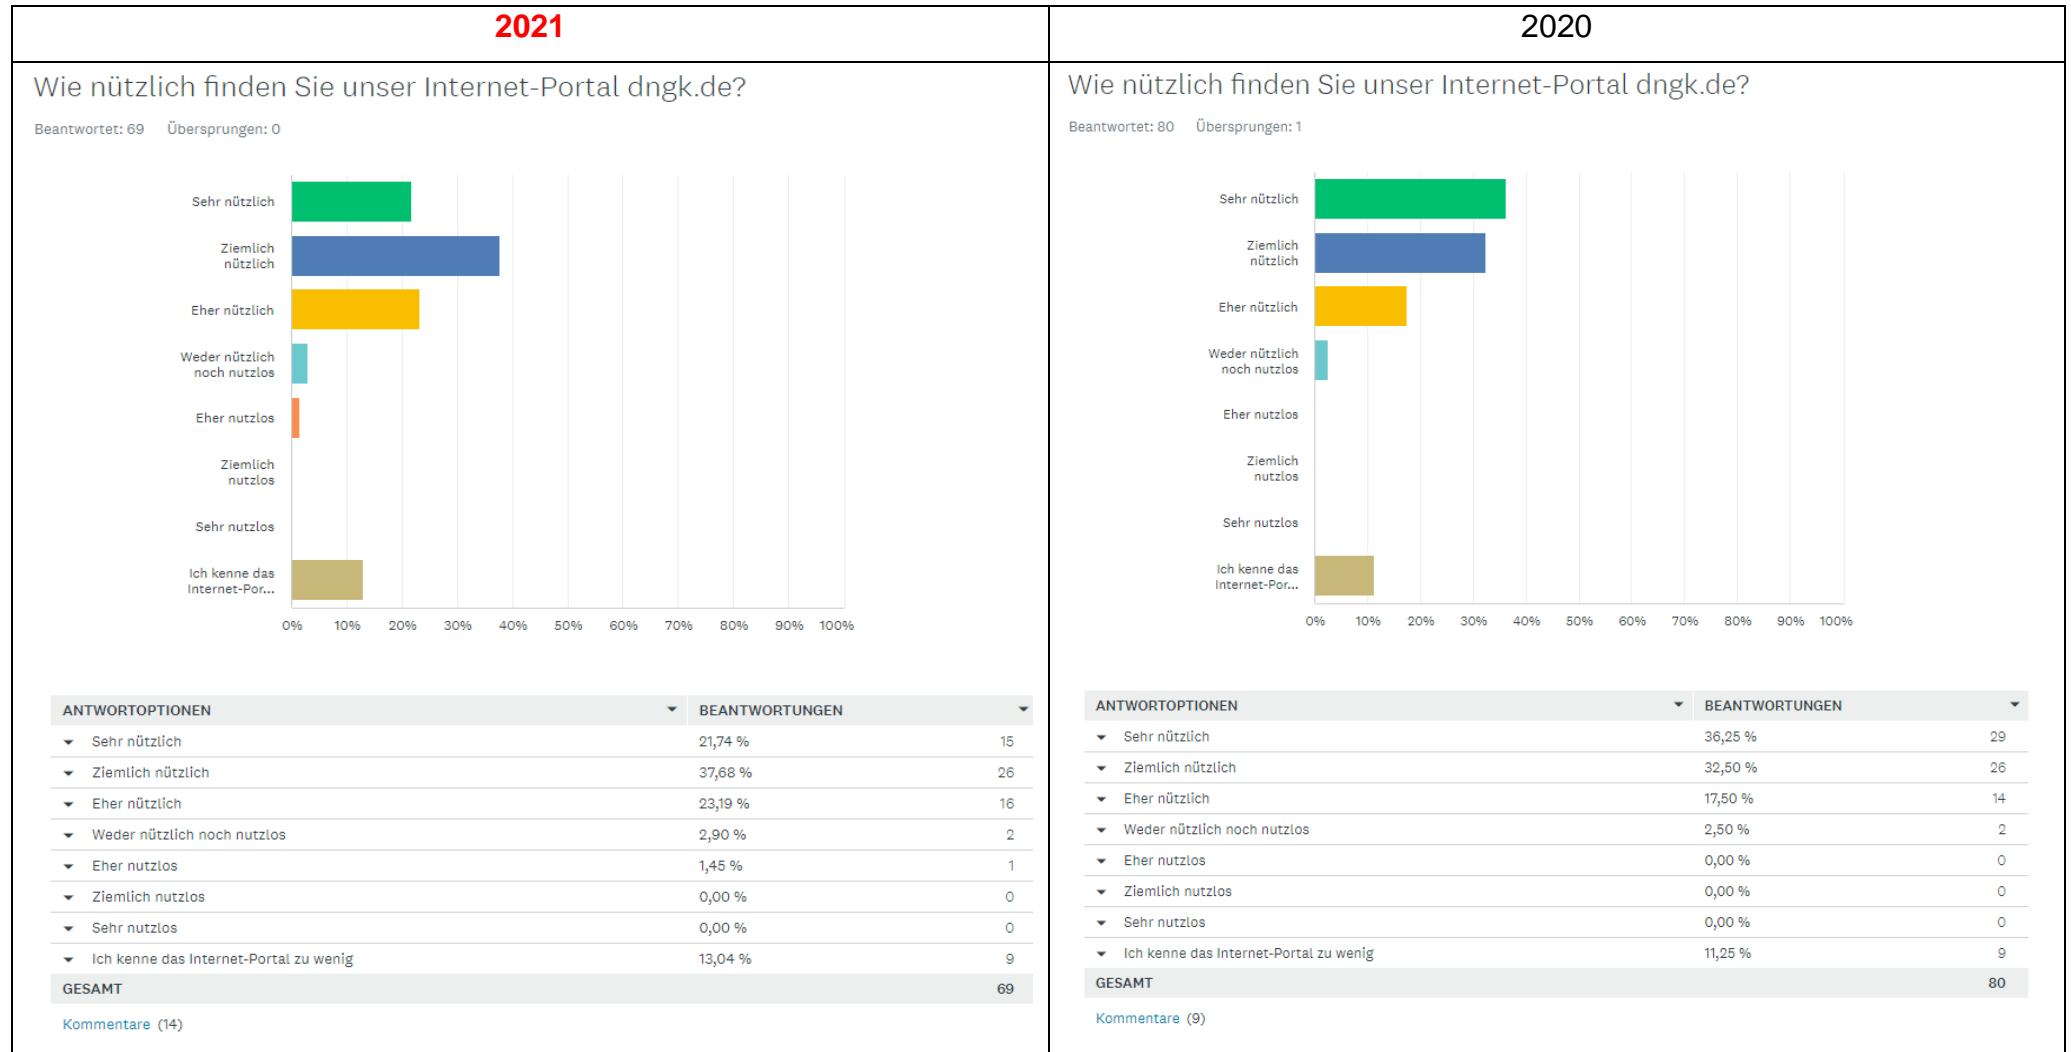 2021
Wie nützlich finden Sie unser Internet-Portal dngk.de?
Beantwortet: 69 Übersprungen: 0
Sehr nützlich
Ziemlich
nützlich
Eher nützlich
Weder nützlich
noch nutzlos
Eher nutzlos
Ziemlich
nutzlos
Sehr nutzlos
Ich kenne das
Internet-Por...
0% 10% 20% 30% 40% 50% 60% 70% 80% 90% 100%
ANTWORTOPTIONEN BEANTWORTUNGEN
Sehr nützlich 21,74 % 15
Ziemlich nützlich 37,68 % 26
Eher nützlich 23,19 % 16
Weder nützlich noch nutzlos 2,90 % 2
Eher nutzlos 1,45 % 1
Ziemlich nutzlos 0,00 % 0
Sehr nutzlos 0,00 % 0
Ich kenne das Internet-Portal zu wenig 13,04 % 9
GESAMT 69
Kommentare (14)
2020
Wie nützlich finden Sie unser Internet-Portal dngk.de?
Beantwortet: 80 Übersprungen: 1
Sehr nützlich
Ziemlich
nützlich
Eher nützlich
Weder nützlich
noch nutzlos
Eher nutzlos
Ziemlich
nutzlos
Sehr nutzlos
Ich kenne das
Internet-Por...
0% 10% 20% 30% 40% 50% 60% 70% 80% 90% 100%
ANTWORTOPTIONEN BEANTWORTUNGEN
Sehr nützlich 36,25 % 29
Ziemlich nützlich 32,50 % 26
Eher nützlich 17,50 % 14
Weder nützlich noch nutzlos 2,50 % 2
Eher nutzlos 0,00 % 0
Ziemlich nutzlos 0,00 % 0
Sehr nutzlos 0,00 % 0
Ich kenne das Internet-Portal zu wenig 11,25 % 9
GESAMT 80
Kommentare (9)